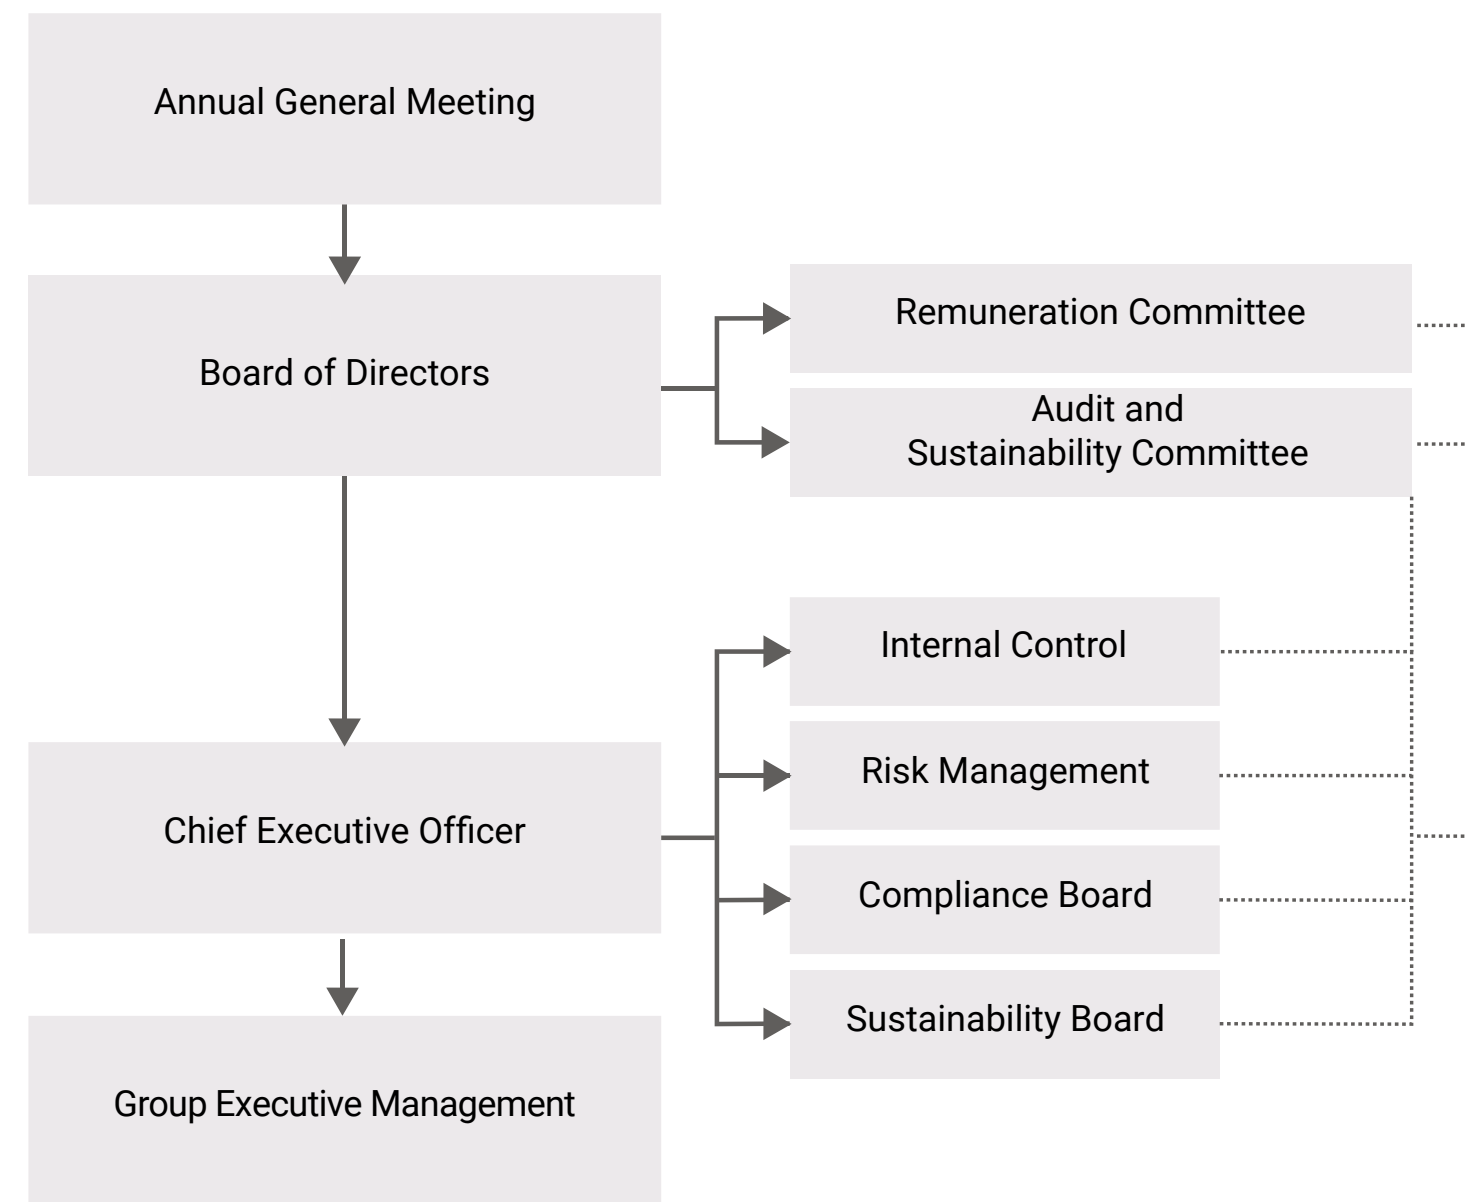 Annual General Meeting
Board of Directors
Remuneration Committee
Audit and
Sustainability Committee
Internal Control
Risk Management
Chief Executive Officer
Compliance Board
Sustainability Board
Group Executive Management